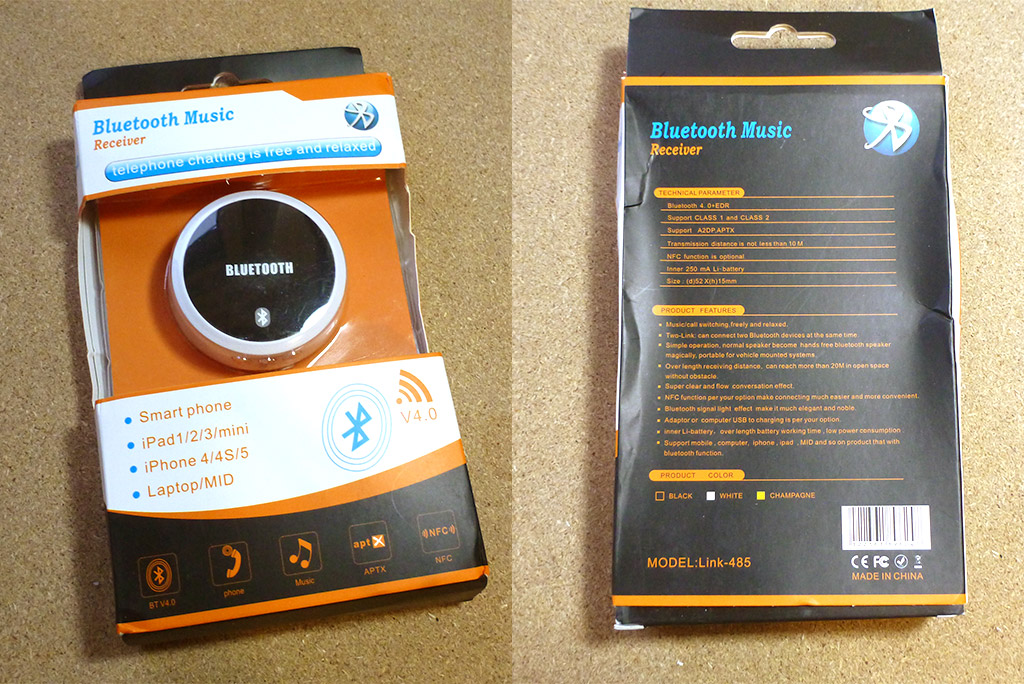 Bluetooth Music
Receiver
telephone chatting is free and relaxed
BLUETOOTH
V4.0
Smart phone
iPad1/2/3/mini
iPhone 4/4S/5
Laptop/MID
aptX
NFC
BT V4.0
phone
Music
APTX
NFC
Bluetooth Music
Receiver
TECHNICAL PARAMETER
Bluetooth 4. 0+EDR
Support CLASS 1 and CLASS 2
Support A2DP,APTX
Transmission distance is not less than 10 M
NFC function is optional
Inner 250 mA Li-battery
Size : (d)52 X(h)15mm
PRODUCT FEATURES
Music/call switching,freely and relaxed.
Two-Link: can connect two Bluetooth devices at the same time.
Simple operation, normal speaker become hands free bluetooth speaker
magically, portable for vehicle mounted systems.
Over length receiving distance, can reach more than 20M in open space
without obstacle.
Super clear and flow conversation effect.
NFC function per your option make connecting much easier and more convenient.
Bluetooth signal light effect make it much elegant and noble.
Adaptor or computer USB to charging is per your option.
inner Li-battery, over length battery working time , low power consumption .
Support mobile , computer, iphone , ipad , MID and so on product that with
bluetooth function.
PRODUCT COLOR
BLACK WHITE CHAMPAGNE
MODEL:Link-485
CE FC
MADE IN CHINA